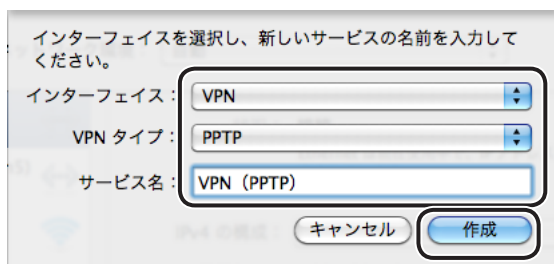 インターフェイスを選択し、新しいサービスの名前を入力して
ください。
インターフェイス： VPN
VPN タイプ： PPTP
サービス名： VPN（PPTP）
キャンセル 作成